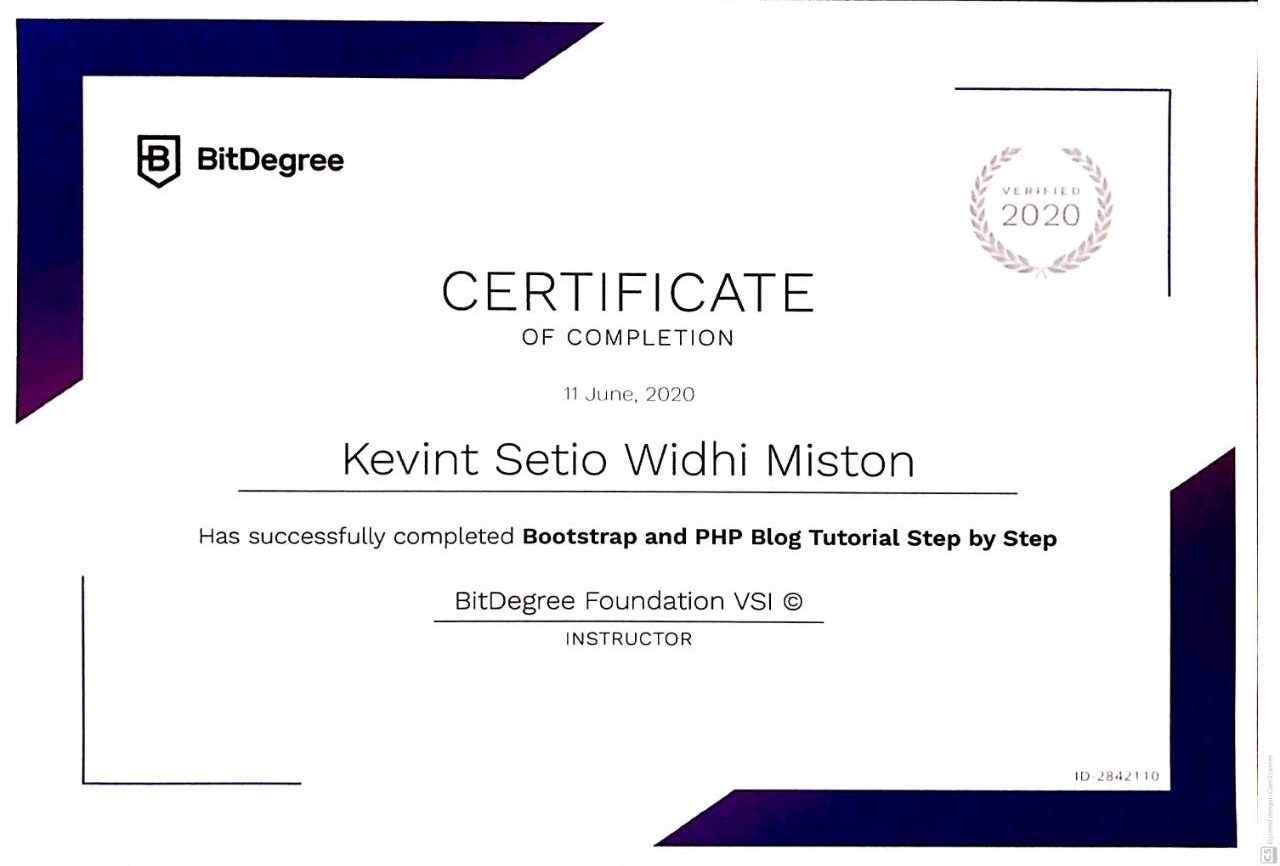 BitDegree
VERIFIED
2020
CERTIFICATE
OF COMPLETION
11 June, 2020
Kevint Setio Widhi Miston
Has successfully completed Bootstrap and PHP Blog Tutorial Step by Step
BitDegree Foundation VSI ©
INSTRUCTOR
ID-2842110
CS Dipindai dengan CamScanner